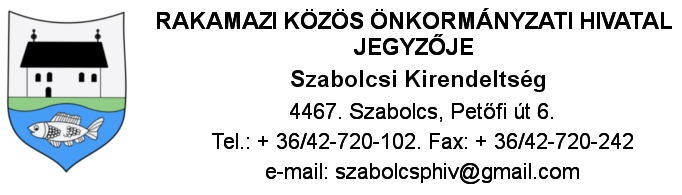 RAKAMAZI KÖZÖS ÖNKORMÁNYZATI HIVATAL
JEGYZŐJE
Szabolcsi Kirendeltség
4467. Szabolcs, Petőfi út 6.
Tel.: + 36/42-720-102. Fax: + 36/42-720-242
e-mail: szabolcsphiv@gmail.com